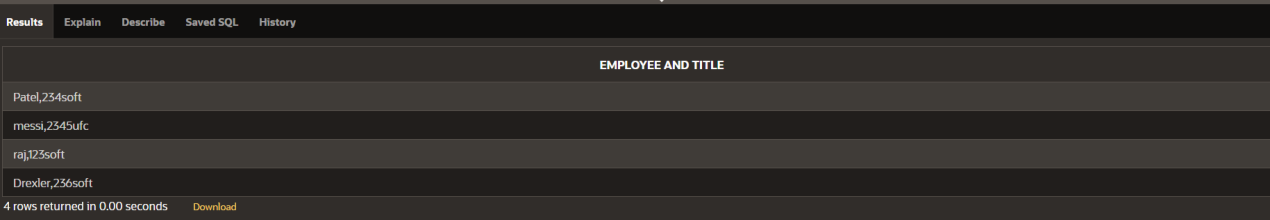 Results Explain Describe Saved SQL History
EMPLOYEE AND TITLE
Patel,234soft
messi,2345ufc
raj,123soft
Drexler,236soft
4 rows returned in 0.00 seconds Download